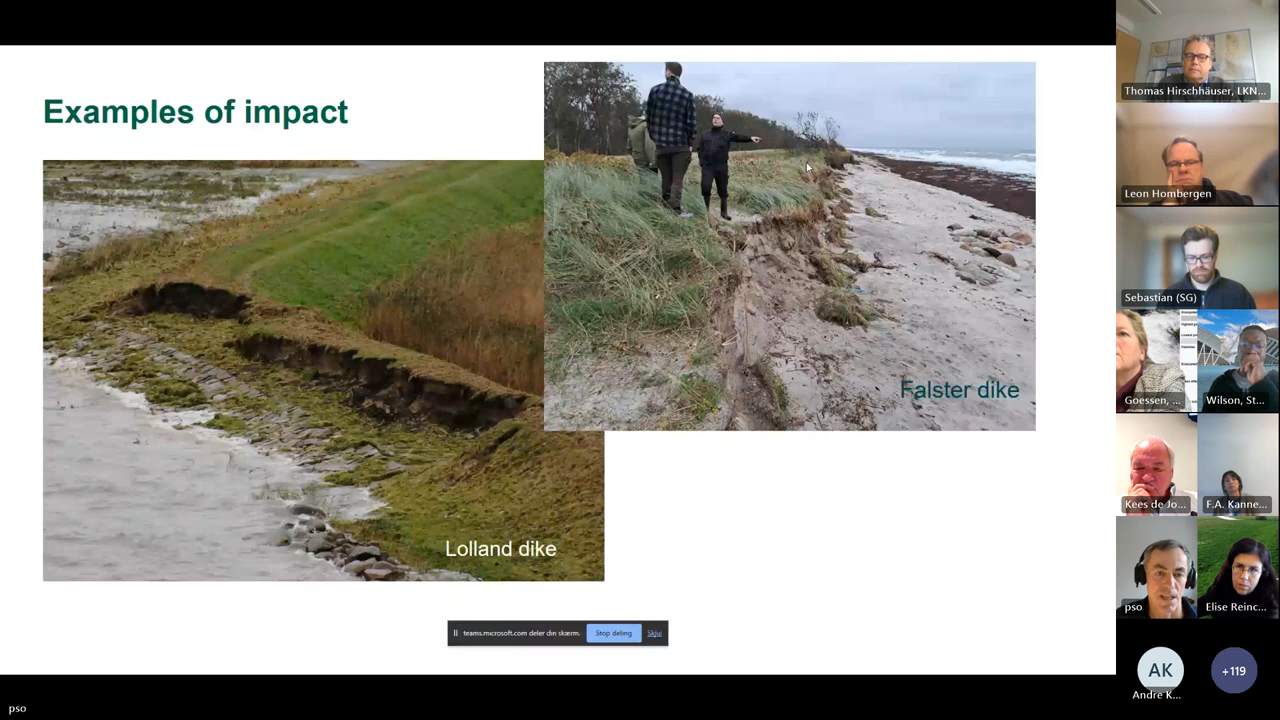 Examples of impact
Falster dike
Lolland dike
teams.microsoft.com deler din skærm.
Stop deling
Skjul
Thomas Hirschhäuser, LKN...
Leon Hombergen
Sebastian (SG)
Goessen, ...
Wilson, St...
Kees de Jo...
F.A. Kanne...
pso
Elise Reinc...
AK
+119
Andre K...
pso